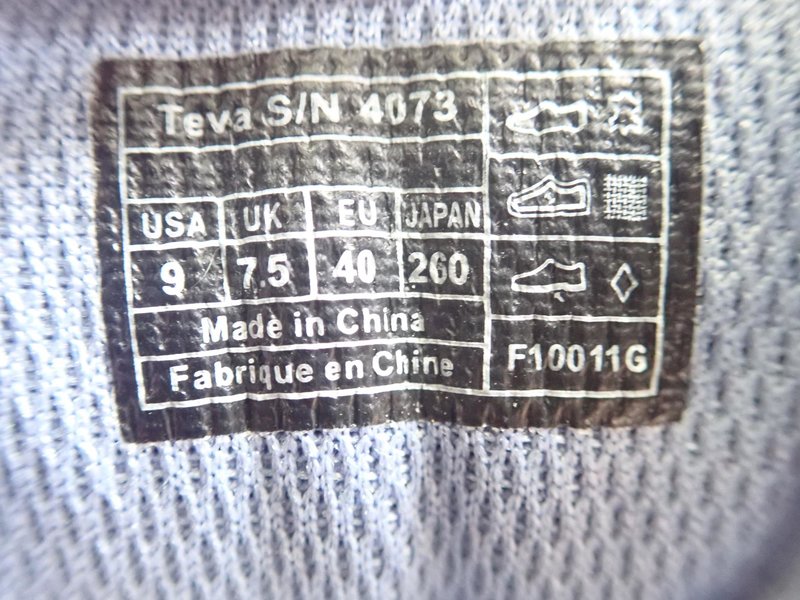 Teva S/N 4073
USA UK EU JAPAN
9 7.5 40 260
Made in China
Fabrique en Chine
F10011G